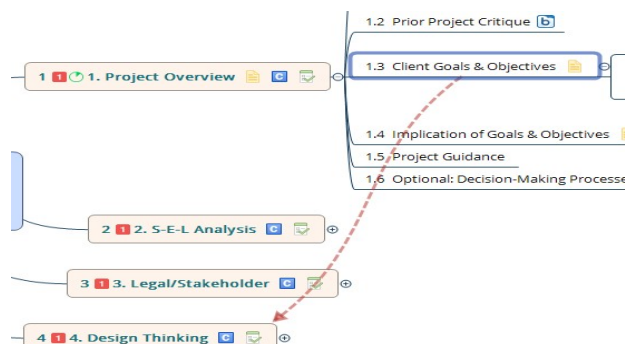 1.2 Prior Project Critique b
1 1 1. Project Overview C
1.3 Client Goals & Objectives
1.4 Implication of Goals & Objectives
1.5 Project Guidance
1.6 Optional: Decision-Making Processe
2 1 2. S-E-L Analysis C
3 1 3. Legal/Stakeholder C
4 1 4. Design Thinking C